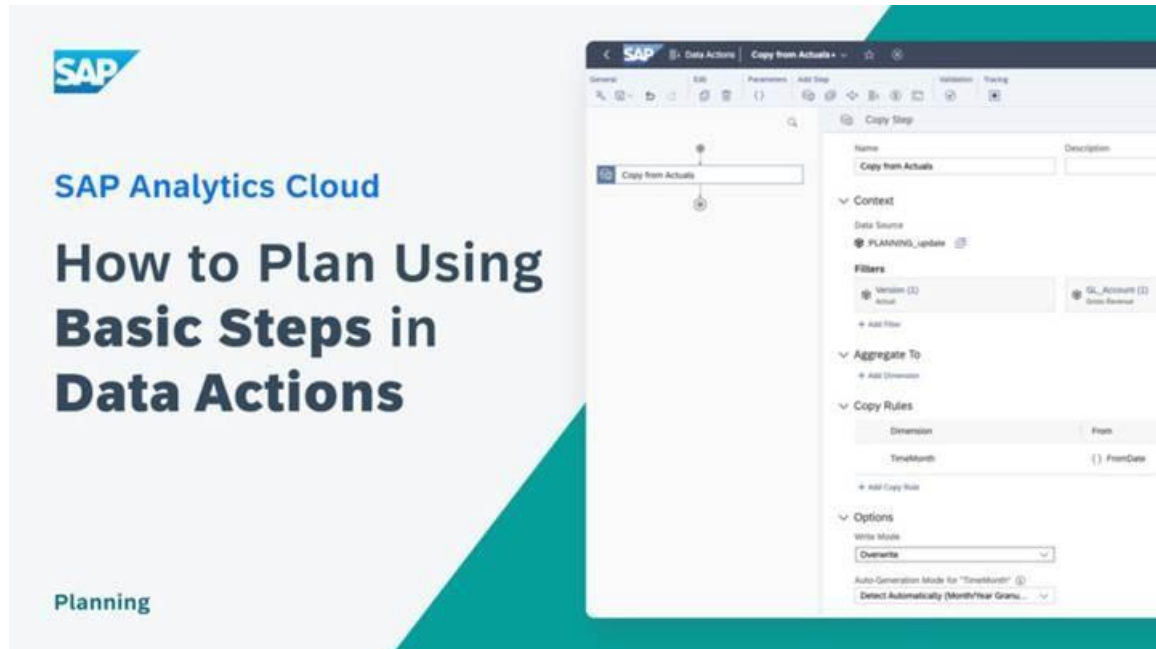 SAP
SAP Analytics Cloud
How to Plan Using
Basic Steps in
Data Actions
Planning
SAP Data Actions Copy from Actuals
General Edit Parameters Add Step Validation Tracing
Copy from Actuals
Copy Step
Name Description
Copy from Actuals
Context
Data Source
PLANNING_update
Filters
Version (1) GL_Account (1)
Actual Gross Revenue
+ Add Filter
Aggregate To
+ Add Dimension
Copy Rules
Dimension From
TimeMonth { } FromDate
+ Add Copy Rule
Options
Write Mode
Overwrite
Auto-Generation Mode for "TimeMonth"
Detect Automatically (Month/Year Granu...